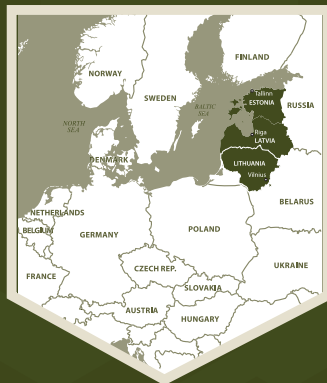 FINLAND
NORWAY
SWEDEN
Tallinn
ESTONIA
BALTIC
SEA
RUSSIA
NORTH
SEA
Riga
LATVIA
DENMARK
LITHUANIA
Vilnius
BELARUS
NETHERLANDS
BELGIUM
GERMANY
POLAND
CZECH REP.
UKRAINE
FRANCE
SLOVAKIA
AUSTRIA
HUNGARY